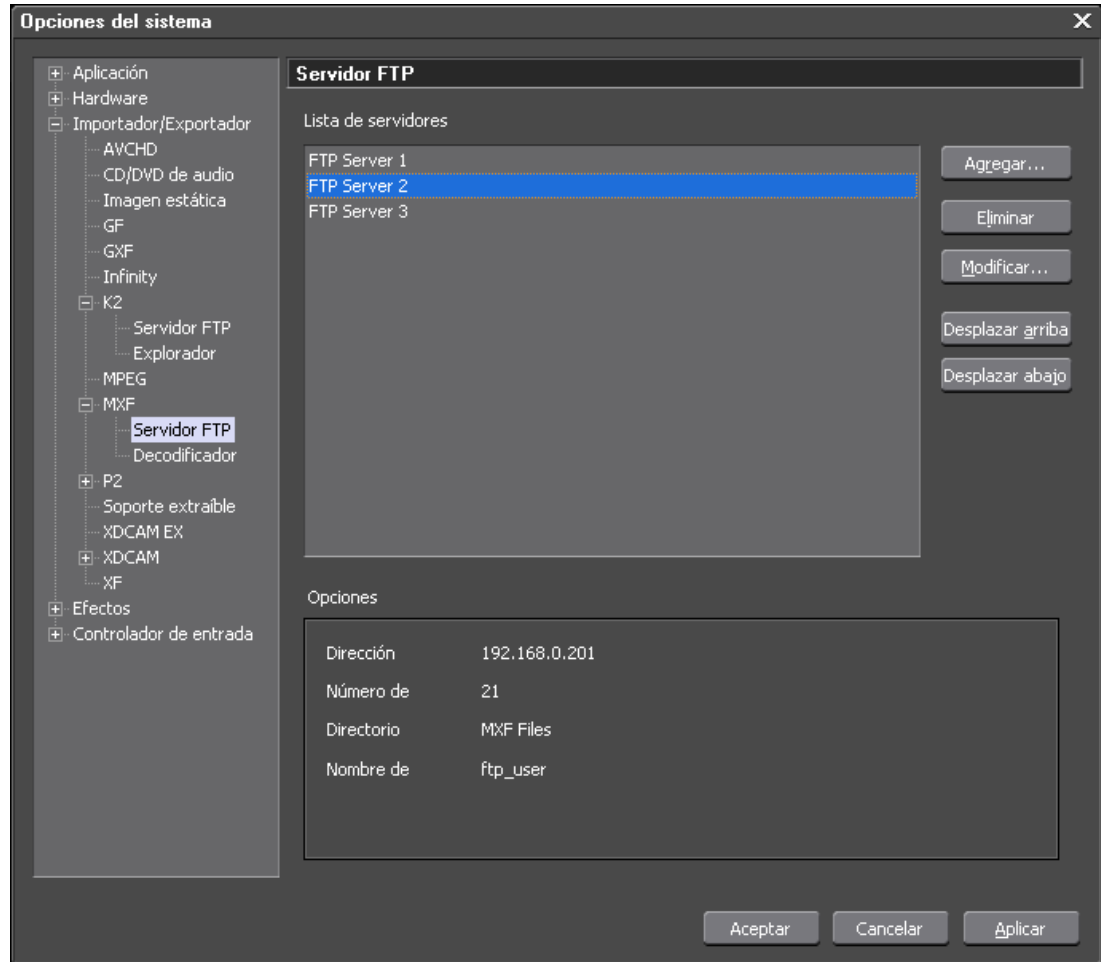 Opciones del sistema
Aplicación
Hardware
Importador/Exportador
AVCHD
CD/DVD de audio
Imagen estática
GF
GXF
Infinity
K2
Servidor FTP
Explorador
MPEG
MXF
Servidor FTP
Decodificador
P2
Soporte extraíble
XDCAM EX
XDCAM
XF
Efectos
Controlador de entrada
Servidor FTP
Lista de servidores
FTP Server 1
FTP Server 2
FTP Server 3
Agregar...
Eliminar
Modificar...
Desplazar arriba
Desplazar abajo
Opciones
Dirección 192.168.0.201
Número de 21
Directorio MXF Files
Nombre de ftp_user
Aceptar Cancelar Aplicar